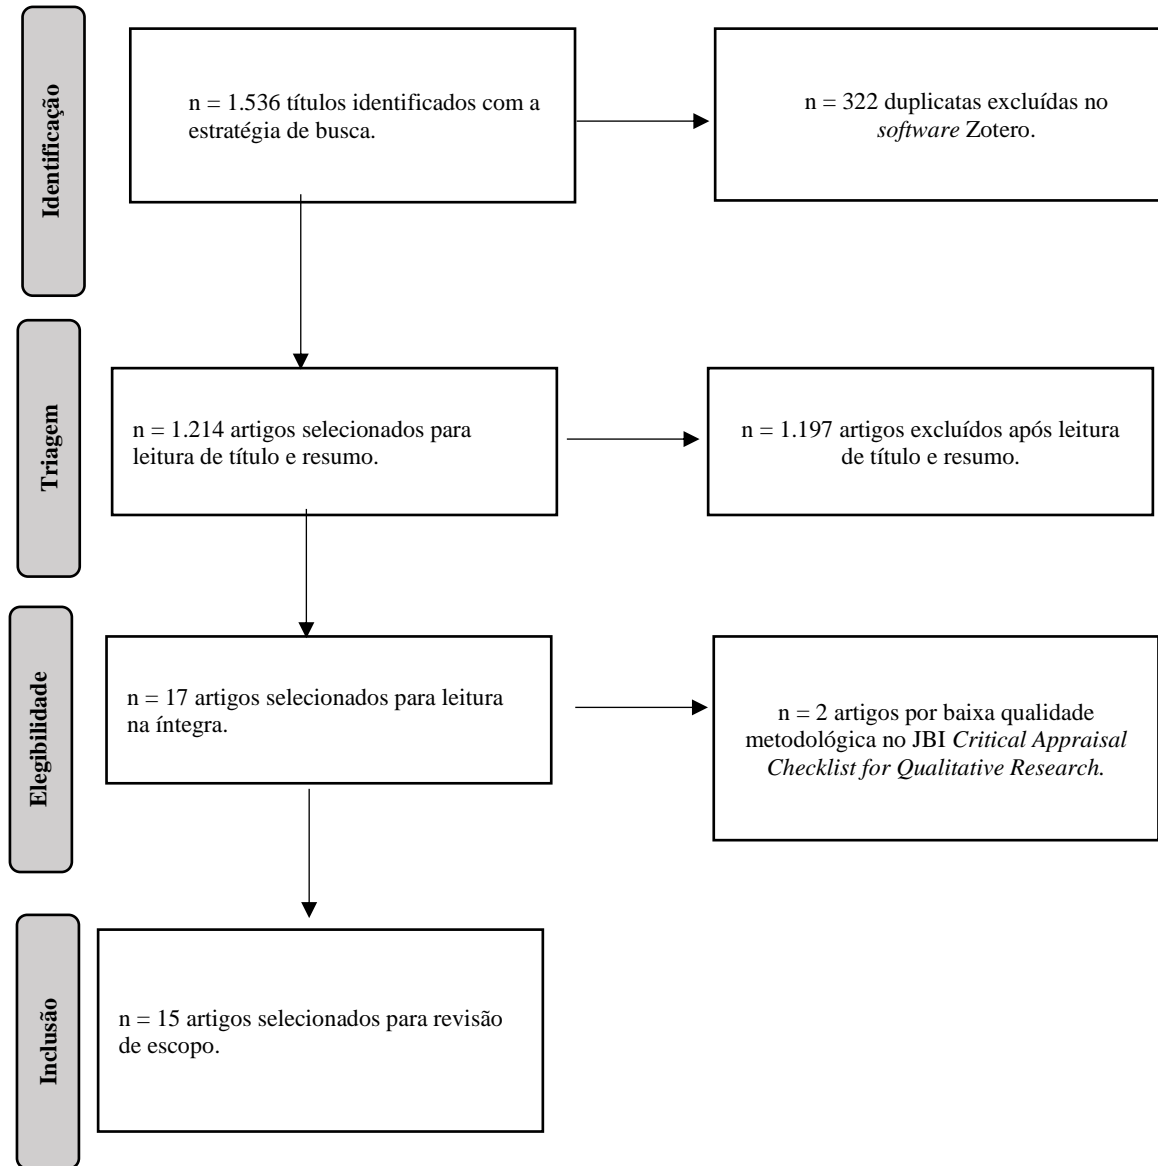 Identificação
n = 1.536 títulos identificados com a
estratégia de busca.
n = 322 duplicatas excluídas no
software Zotero.
Triagem
n = 1.214 artigos selecionados para
leitura de título e resumo.
n = 1.197 artigos excluídos após leitura
de título e resumo.
Elegibilidade
n = 17 artigos selecionados para leitura
na íntegra.
n = 2 artigos por baixa qualidade
metodológica no JBI Critical Appraisal
Checklist for Qualitative Research.
Inclusão
n = 15 artigos selecionados para revisão
de escopo.